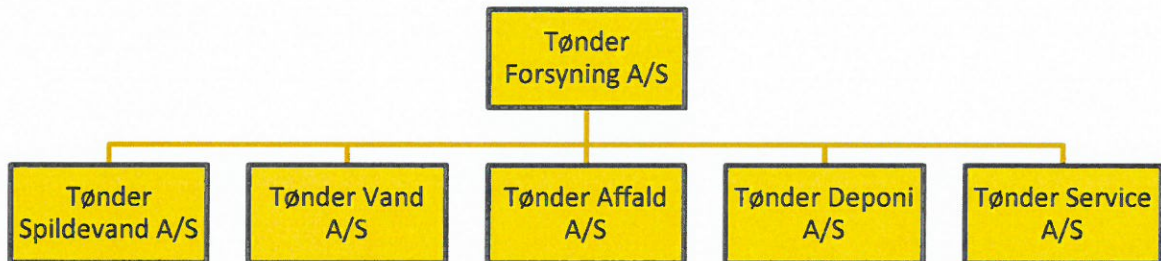 Tønder
Forsyning A/S
Tønder
Spildevand A/S
Tønder Vand
A/S
Tønder Affald
A/S
Tønder Deponi
A/S
Tønder Service
A/S